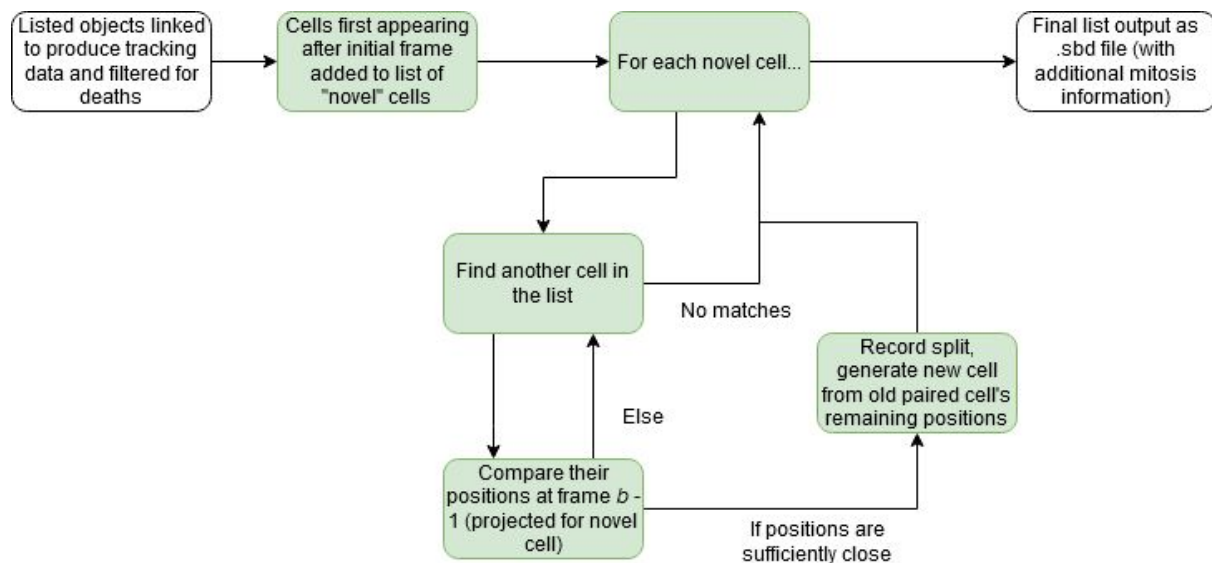 Listed objects linked
to produce tracking
data and filtered for
deaths
Cells first appearing
after initial frame
added to list of
"novel" cells
For each novel cell...
Final list output as
.sbd file (with
additional mitosis
information)
Find another cell in
the list
No matches
Record split,
generate new cell
from old paired cell's
remaining positions
Else
Compare their
positions at frame b -
1 (projected for novel
cell)
If positions are
sufficiently close